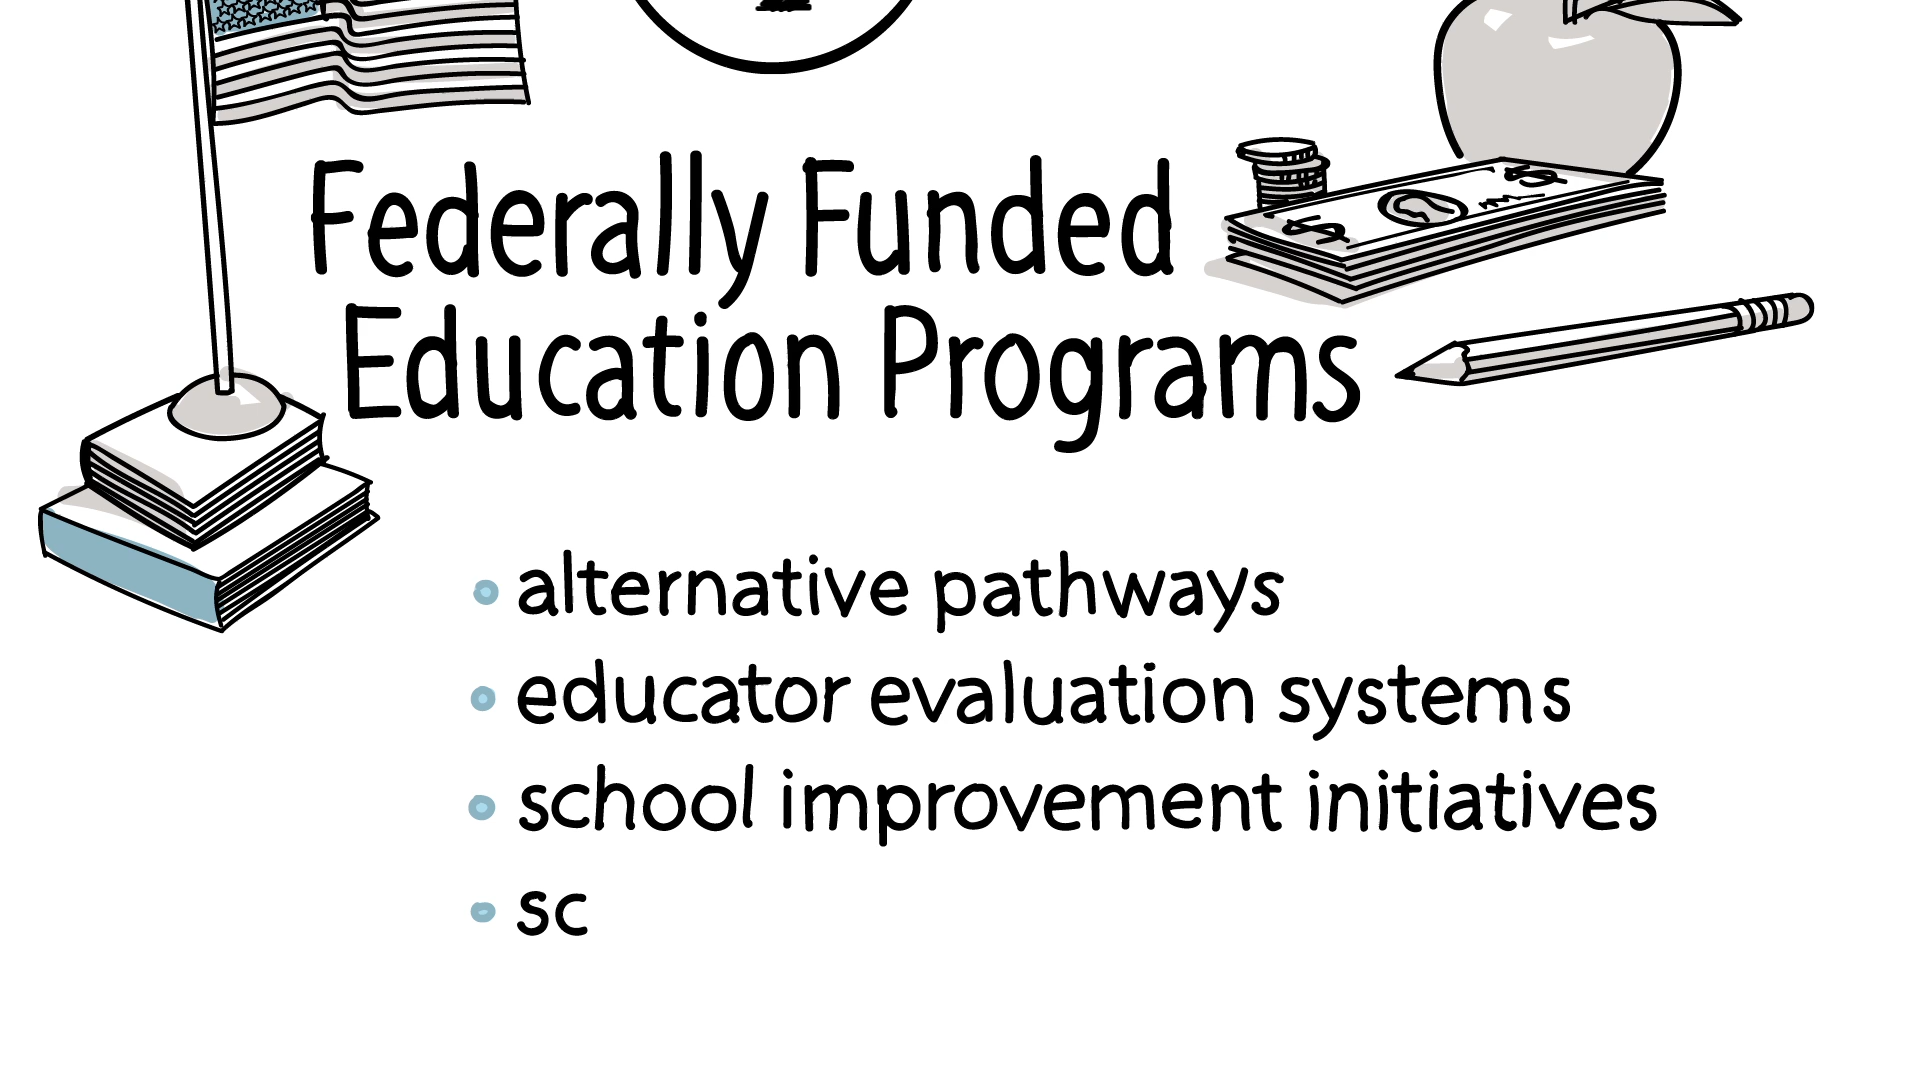 Federally Funded
Education Programs
alternative pathways
educator evaluation systems
school improvement initiatives
sc